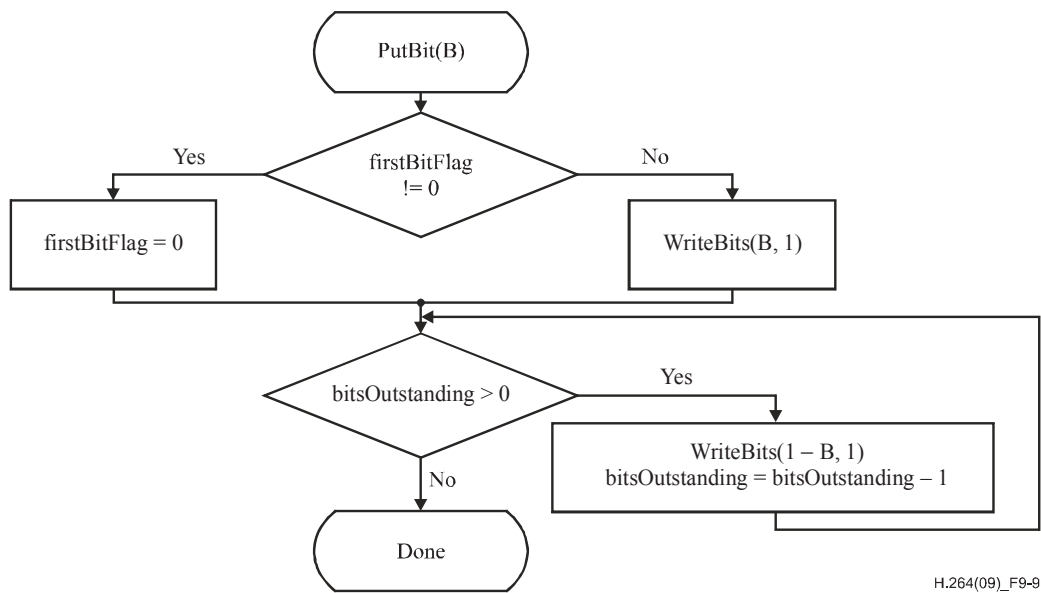 PutBit(B)
Yes
firstBitFlag
!= 0
No
firstBitFlag = 0
WriteBits(B, 1)
bitsOutstanding > 0
Yes
WriteBits(1 – B, 1)
bitsOutstanding = bitsOutstanding – 1
No
Done
H.264(09)_F9-9